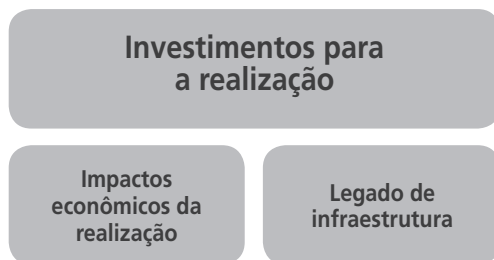 Investimentos para
a realização
Impactos
econômicos da
realização
Legado de
infraestrutura